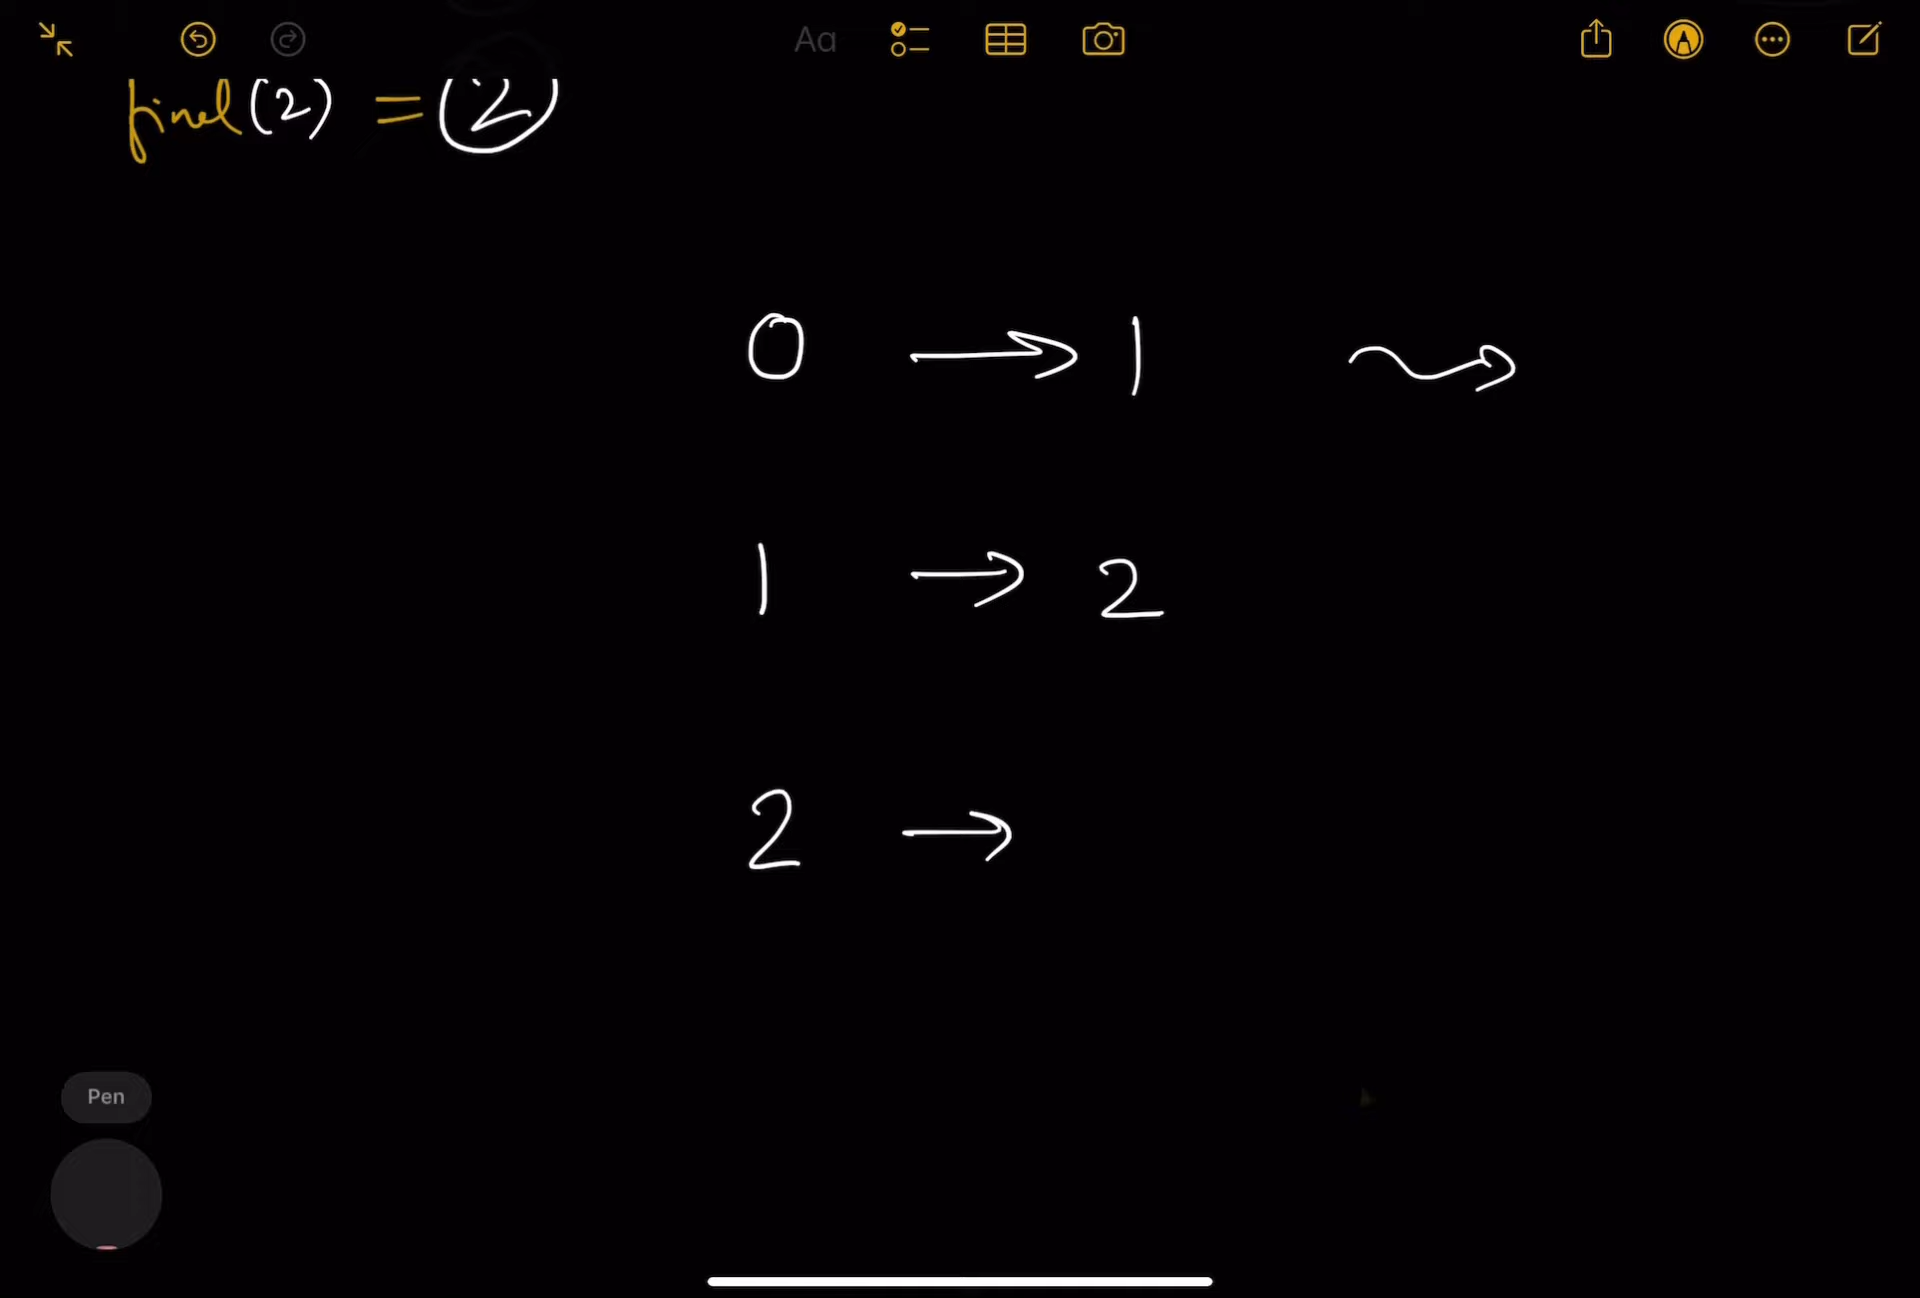 Aa
final(2) = 2
0 → 1 ⤳
1 → 2
2 →
Pen